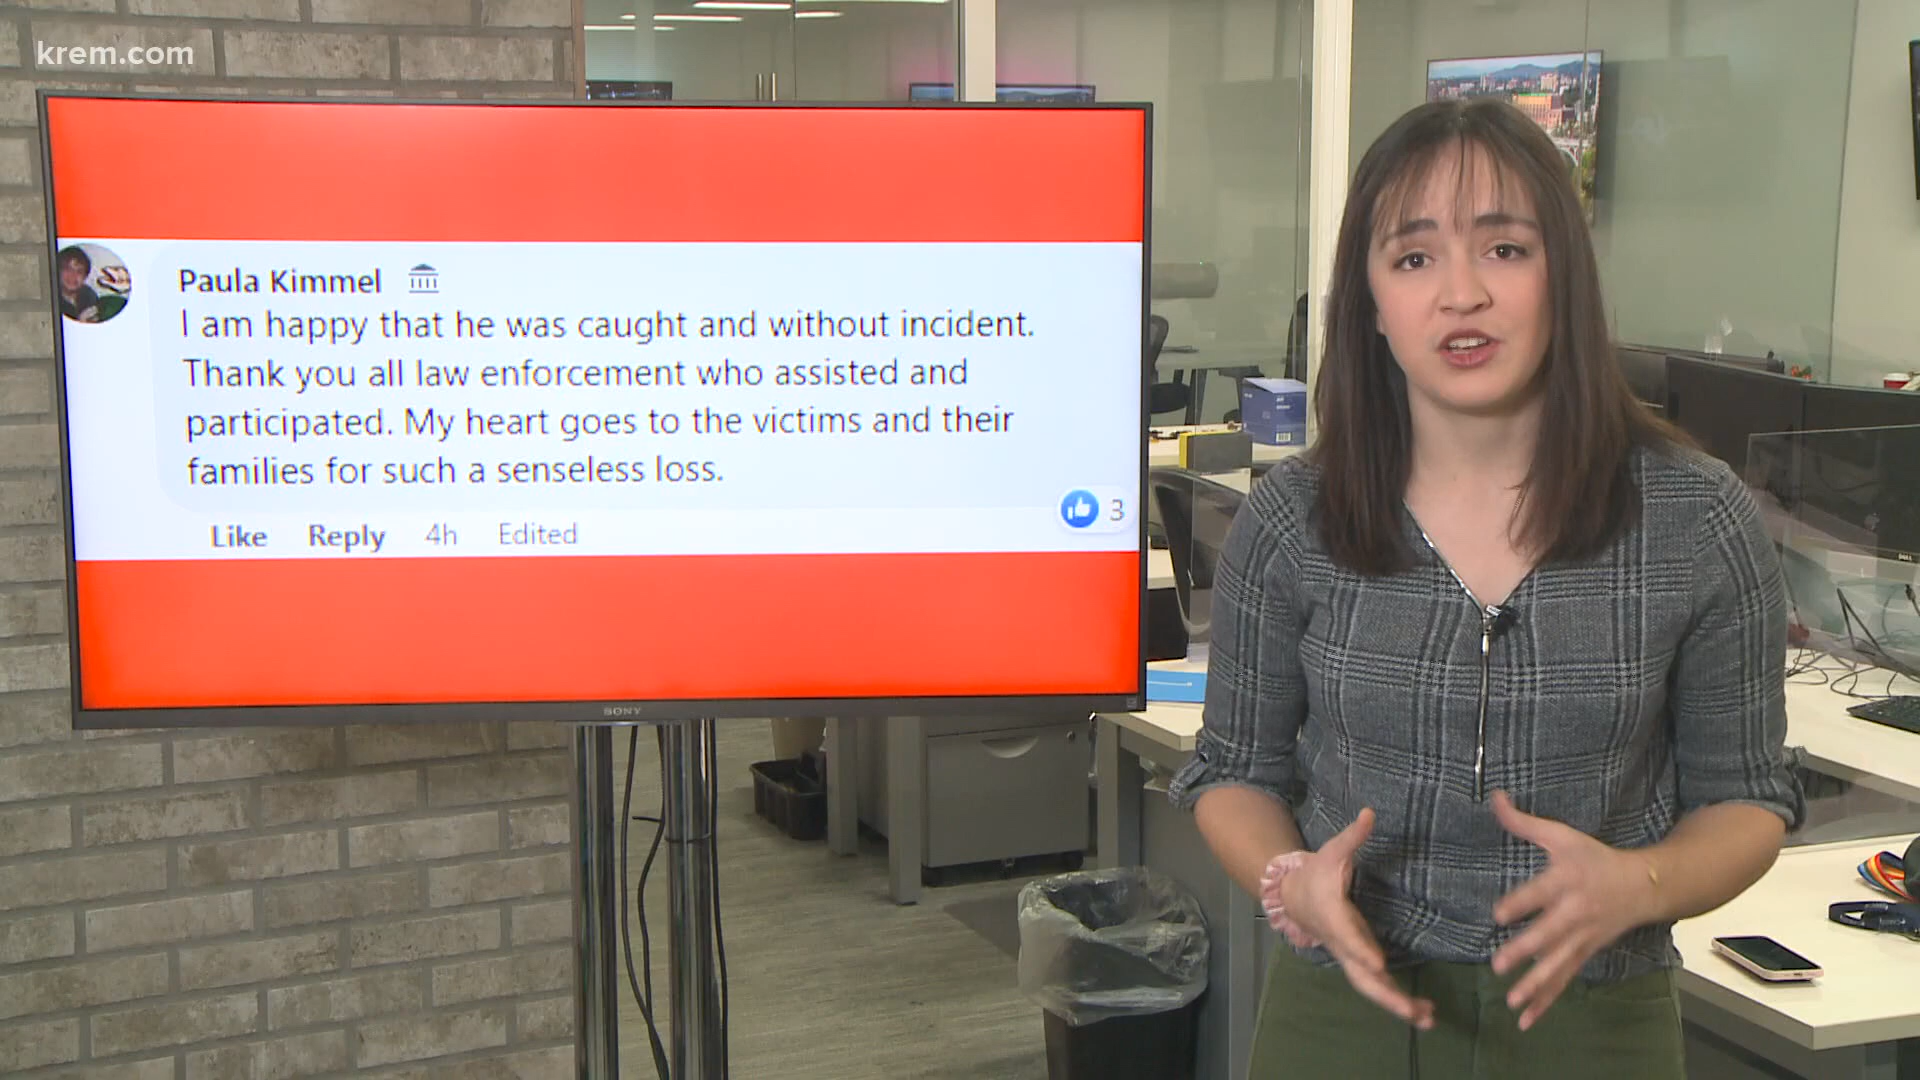 krem.com
Paula Kimmel
I am happy that he was caught and without incident.
Thank you all law enforcement who assisted and
participated. My heart goes to the victims and their
families for such a senseless loss.
3
Like Reply 4h Edited
SONY
DELL